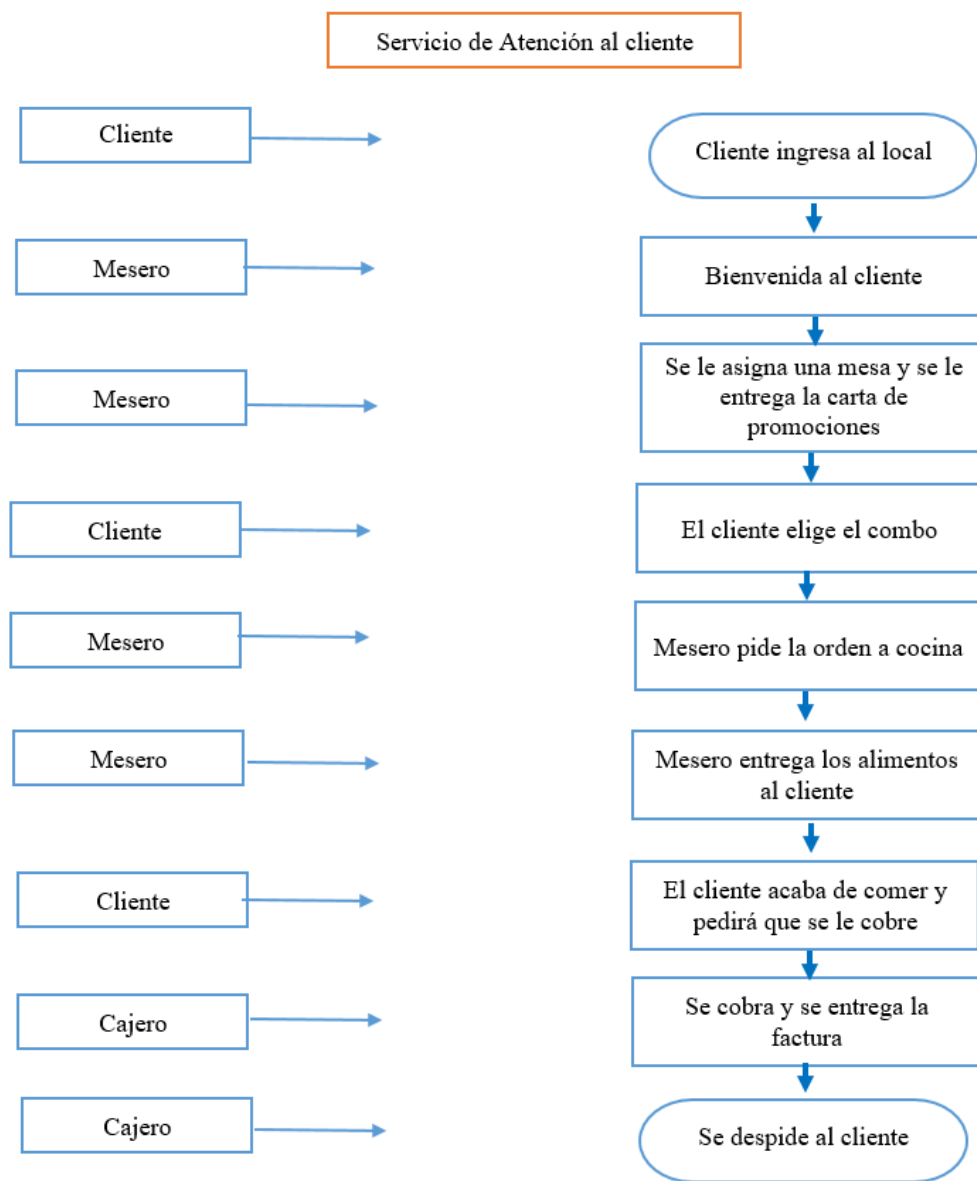 Servicio de Atención al cliente
Cliente
Cliente ingresa al local
Mesero
Bienvenida al cliente
Mesero
Se le asigna una mesa y se le
entrega la carta de
promociones
Cliente
El cliente elige el combo
Mesero
Mesero pide la orden a cocina
Mesero
Mesero entrega los alimentos
al cliente
Cliente
El cliente acaba de comer y
pedirá que se le cobre
Cajero
Se cobra y se entrega la
factura
Cajero
Se despide al cliente